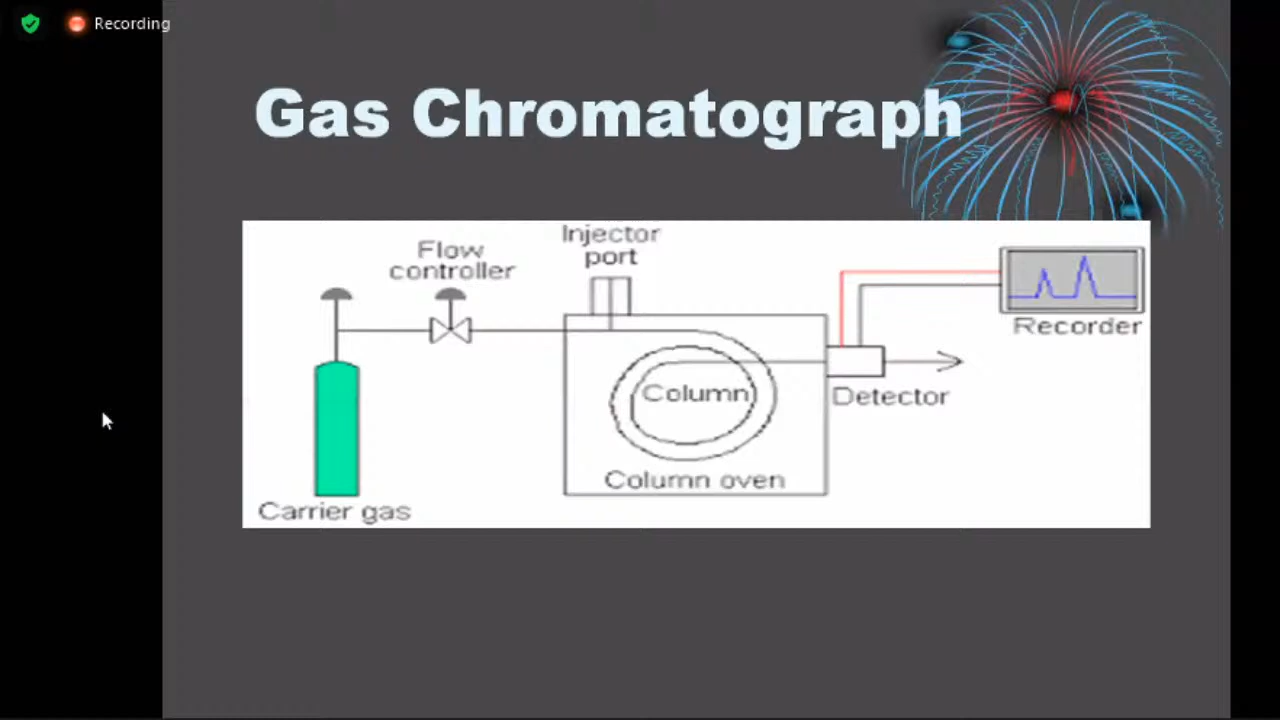 Recording
Gas Chromatograph
Injector
port
Flow
controller
Recorder
Column
Detector
Column oven
Carrier gas